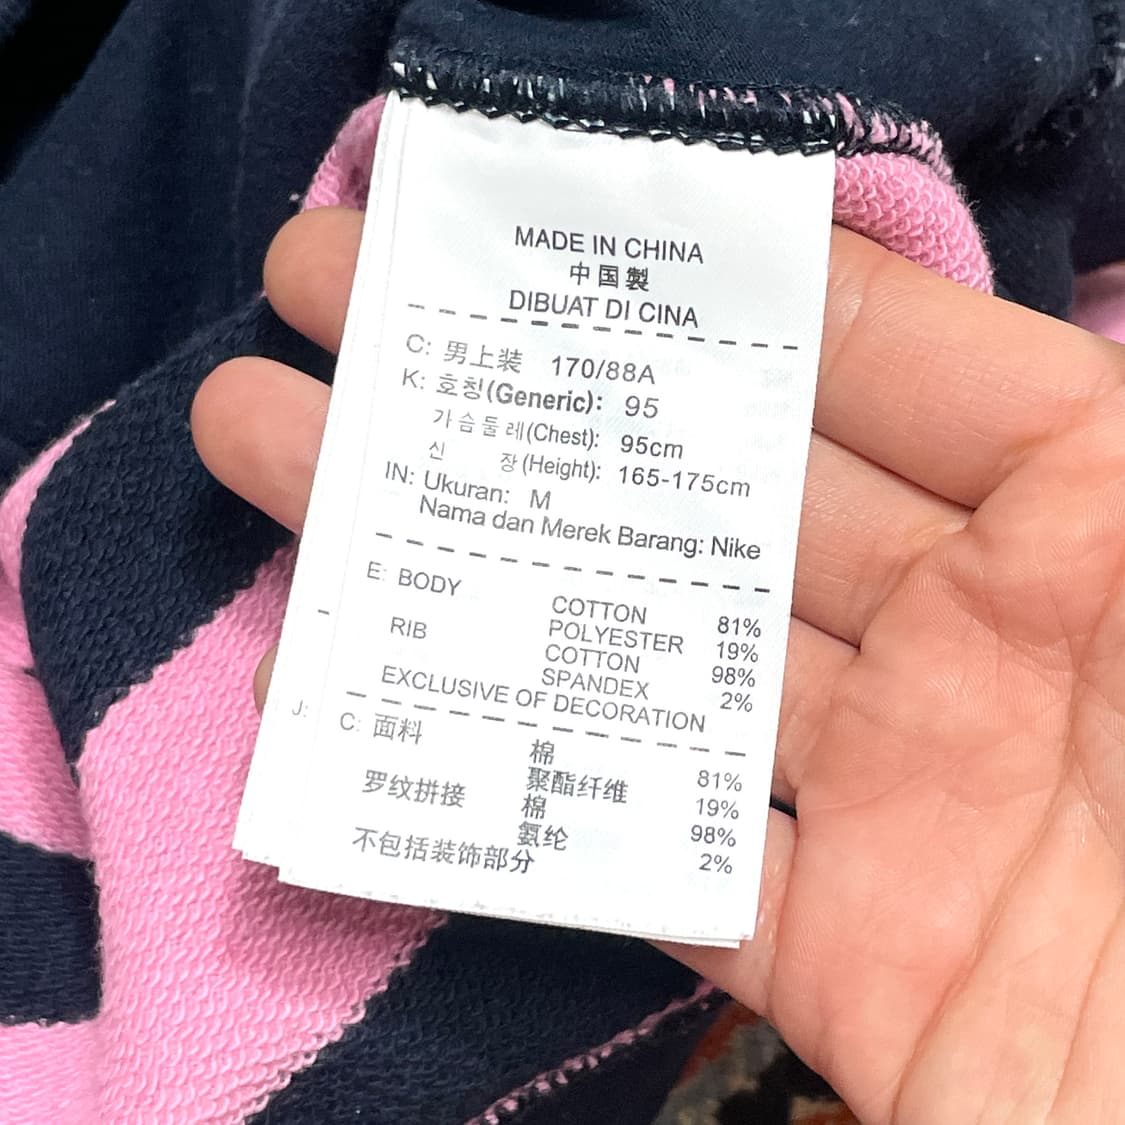 MADE IN CHINA
中国製
DIBUAT DI CINA
C: 男上装 170/88A
K: 호칭(Generic): 95
가슴둘레(Chest): 95cm
신 장(Height): 165-175cm
IN: Ukuran: M
Nama dan Merek Barang: Nike
E: BODY COTTON 81%
POLYESTER 19%
RIB COTTON 98%
SPANDEX 2%
EXCLUSIVE OF DECORATION
J:
C: 面料 棉 81%
聚酯纤维 19%
罗纹拼接 棉 98%
氨纶 2%
不包括装饰部分